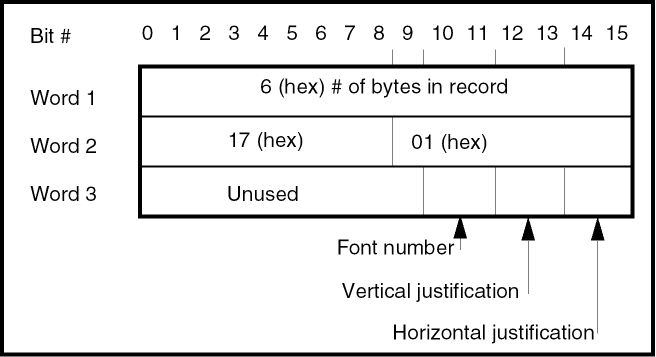 Bit # 0 1 2 3 4 5 6 7 8 9 10 11 12 13 14 15
Word 1 6 (hex) # of bytes in record
Word 2 17 (hex) 01 (hex)
Word 3 Unused
Font number
Vertical justification
Horizontal justification